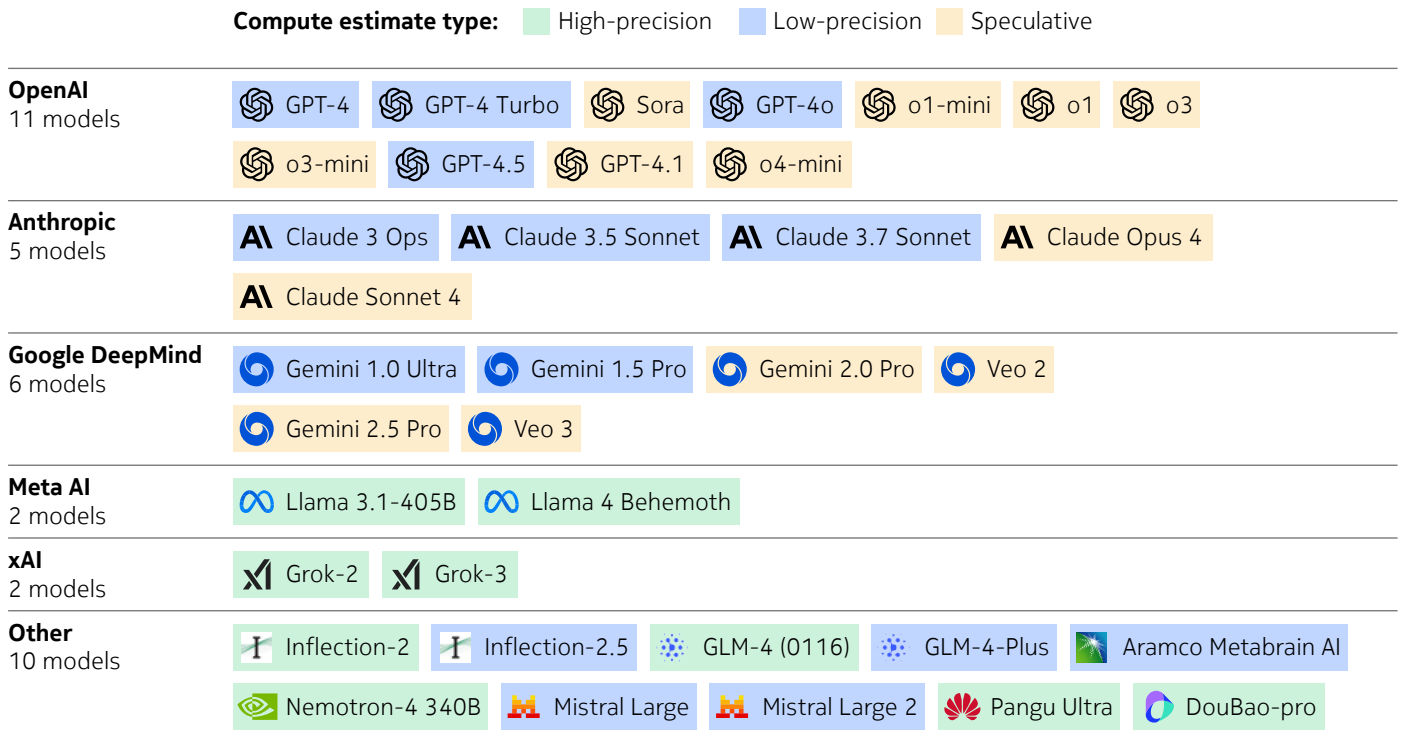 Compute estimate type: High-precision Low-precision Speculative
OpenAI
11 models
GPT-4 GPT-4 Turbo Sora GPT-4o o1-mini o1 o3
o3-mini GPT-4.5 GPT-4.1 o4-mini
Anthropic
5 models
Claude 3 Ops Claude 3.5 Sonnet Claude 3.7 Sonnet Claude Opus 4
Claude Sonnet 4
Google DeepMind
6 models
Gemini 1.0 Ultra Gemini 1.5 Pro Gemini 2.0 Pro Veo 2
Gemini 2.5 Pro Veo 3
Meta AI
2 models
Llama 3.1-405B Llama 4 Behemoth
xAI
2 models
Grok-2 Grok-3
Other
10 models
Inflection-2 Inflection-2.5 GLM-4 (0116) GLM-4-Plus Aramco Metabrain AI
Nemotron-4 340B Mistral Large Mistral Large 2 Pangu Ultra DouBao-pro